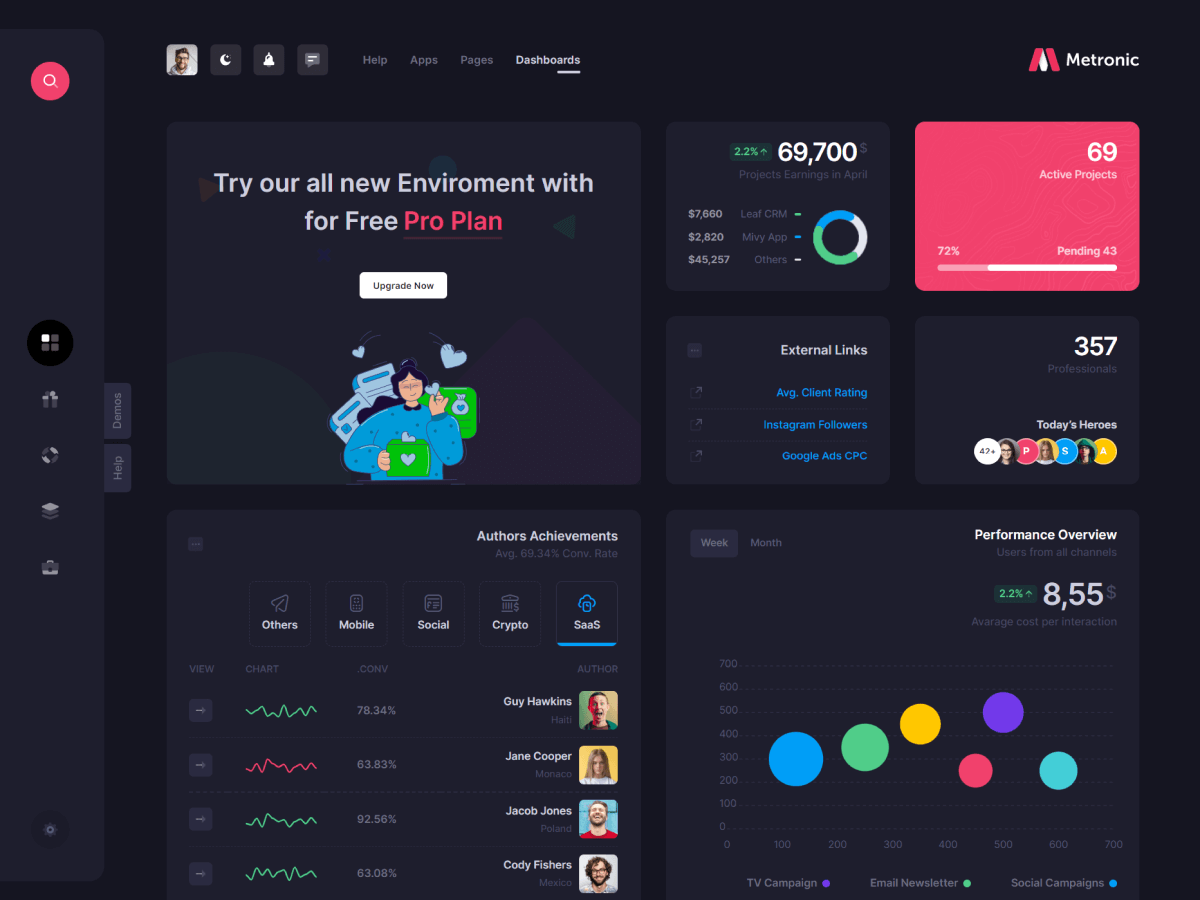 Help Apps Pages Dashboards
Metronic
Try our all new Enviroment with
for Free Pro Plan
Upgrade Now
2.2% ↑ 69,700 $
Projects Earnings in April
$7,660 Leaf CRM
$2,820 Mivy App
$45,257 Others
69
Active Projects
72% Pending 43
External Links
Avg. Client Rating
Instagram Followers
Google Ads CPC
357
Professionals
Today's Heroes
42+ P S A
Demos
Help
Authors Achievements
Avg. 69.34% Conv. Rate
Others Mobile Social Crypto SaaS
VIEW CHART .CONV AUTHOR
78.34% Guy Hawkins
Haiti
63.83% Jane Cooper
Monaco
92.56% Jacob Jones
Poland
63.08% Cody Fishers
Mexico
Week Month
Performance Overview
Users from all channels
2.2% ↑ 8,55 $
Avarage cost per interaction
700
600
500
400
300
200
100
0
0 100 200 300 400 500 600 700
TV Campaign Email Newsletter Social Campaigns